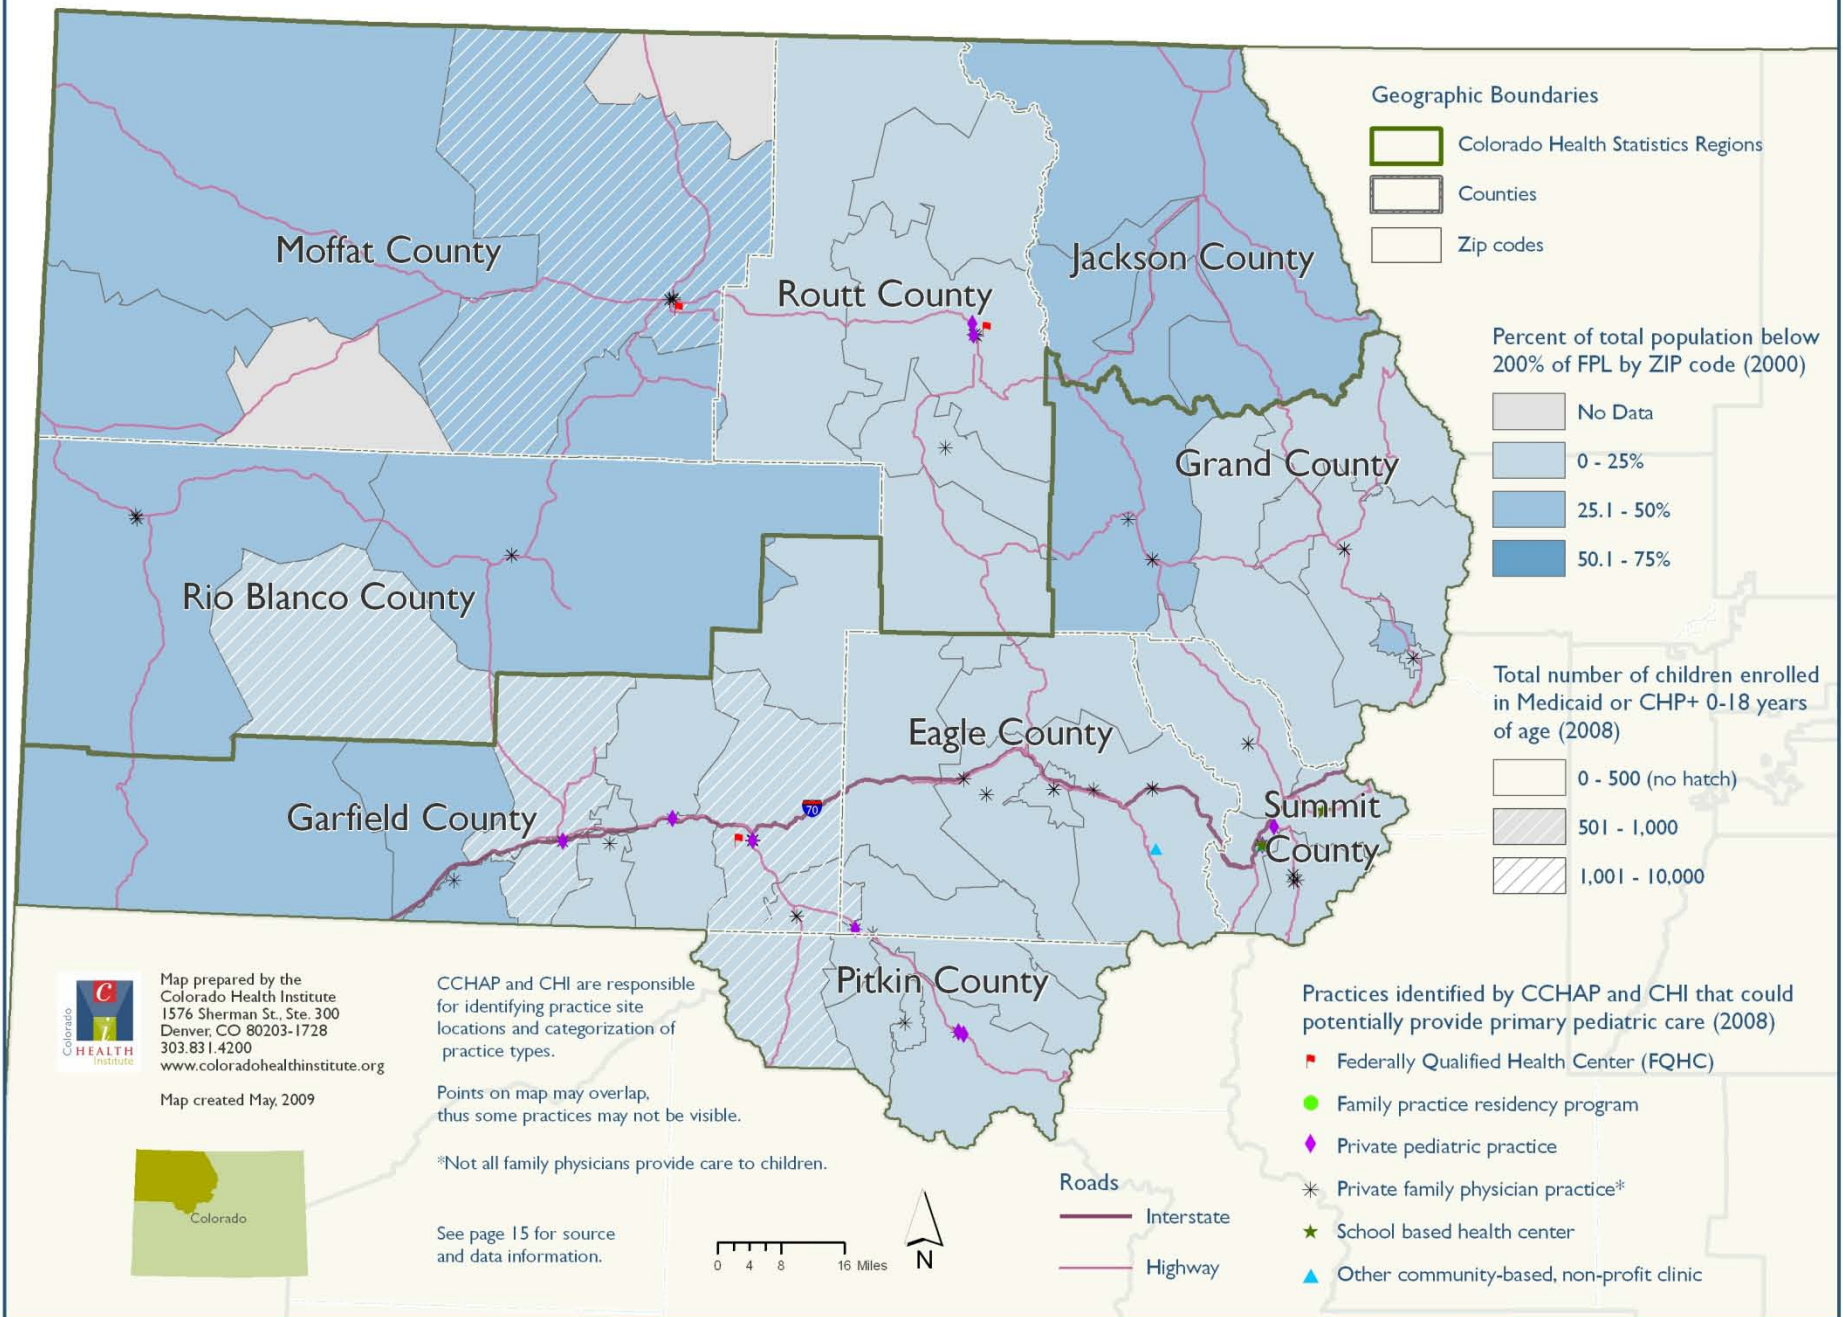 Moffat County
Routt County
Jackson County
Grand County
Rio Blanco County
Eagle County
Garfield County
70
Summit
County
Pitkin County
Geographic Boundaries
Colorado Health Statistics Regions
Counties
Zip codes
Percent of total population below
200% of FPL by ZIP code (2000)
No Data
0 - 25%
25.1 - 50%
50.1 - 75%
Total number of children enrolled
in Medicaid or CHP+ 0-18 years
of age (2008)
0 - 500 (no hatch)
501 - 1,000
1,001 - 10,000
Practices identified by CCHAP and CHI that could
potentially provide primary pediatric care (2008)
Federally Qualified Health Center (FQHC)
Family practice residency program
Private pediatric practice
Private family physician practice*
School based health center
Other community-based, non-profit clinic
Roads
Interstate
Highway
c
i
Colorado
HEALTH
Institute
Map prepared by the
Colorado Health Institute
1576 Sherman St., Ste. 300
Denver, CO 80203-1728
303.831.4200
www.coloradohealthinstitute.org
Map created May, 2009
Colorado
CCHAP and CHI are responsible
for identifying practice site
locations and categorization of
practice types.
Points on map may overlap,
thus some practices may not be visible.
*Not all family physicians provide care to children.
See page 15 for source
and data information.
0 4 8 16 Miles
N